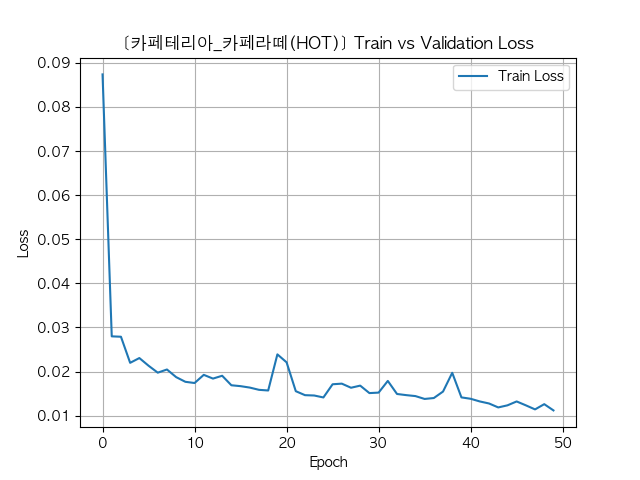 [카페테리아_카페라떼(HOT)] Train vs Validation Loss
Train Loss
0.09
0.08
0.07
0.06
0.05
0.04
0.03
0.02
0.01
Loss
0 10 20 30 40 50
Epoch